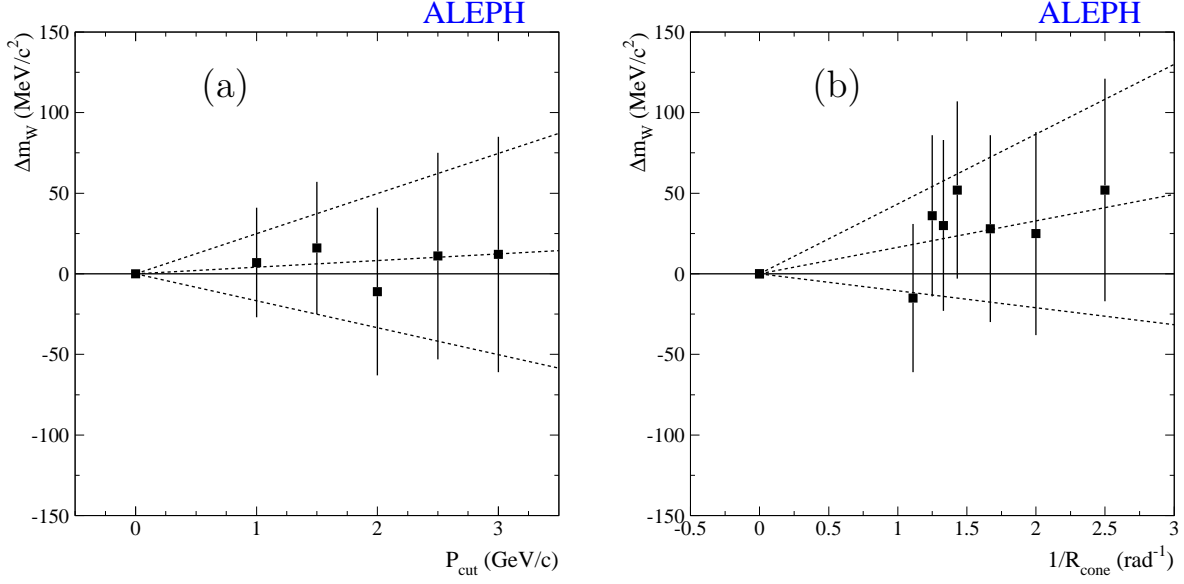 ALEPH
Δm_W (MeV/c²)
(a)
150
100
50
0
-50
-100
-150
0 1 2 3
P_cut (GeV/c)
ALEPH
Δm_W (MeV/c²)
(b)
150
100
50
0
-50
-100
-150
-0.5 0 0.5 1 1.5 2 2.5 3
1/R_cone (rad⁻¹)